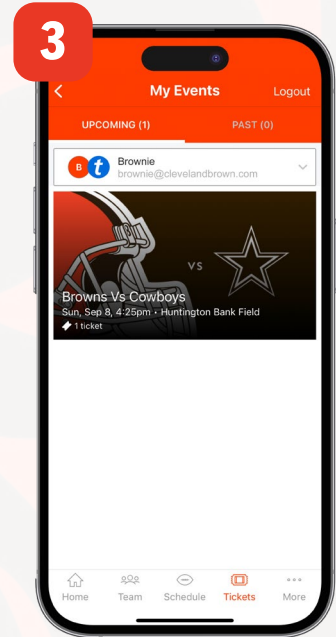 3
My Events
Logout
UPCOMING (1)
PAST (0)
B t
Brownie
brownie@clevelandbrown.com
VS
Browns Vs Cowboys
Sun, Sep 8, 4:25pm • Huntington Bank Field
1 ticket
Home Team Schedule Tickets More